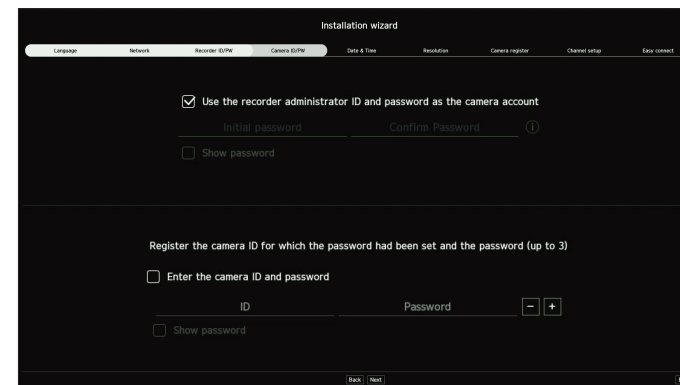 Installation wizard
Language Network Recorder ID/PW Camera ID/PW Date & Time Resolution Camera register Channel setup Easy connect
Use the recorder administrator ID and password as the camera account
Initial password Confirm Password
Show password
Register the camera ID for which the password had been set and the password (up to 3)
Enter the camera ID and password
ID Password − +
Show password
Back Next